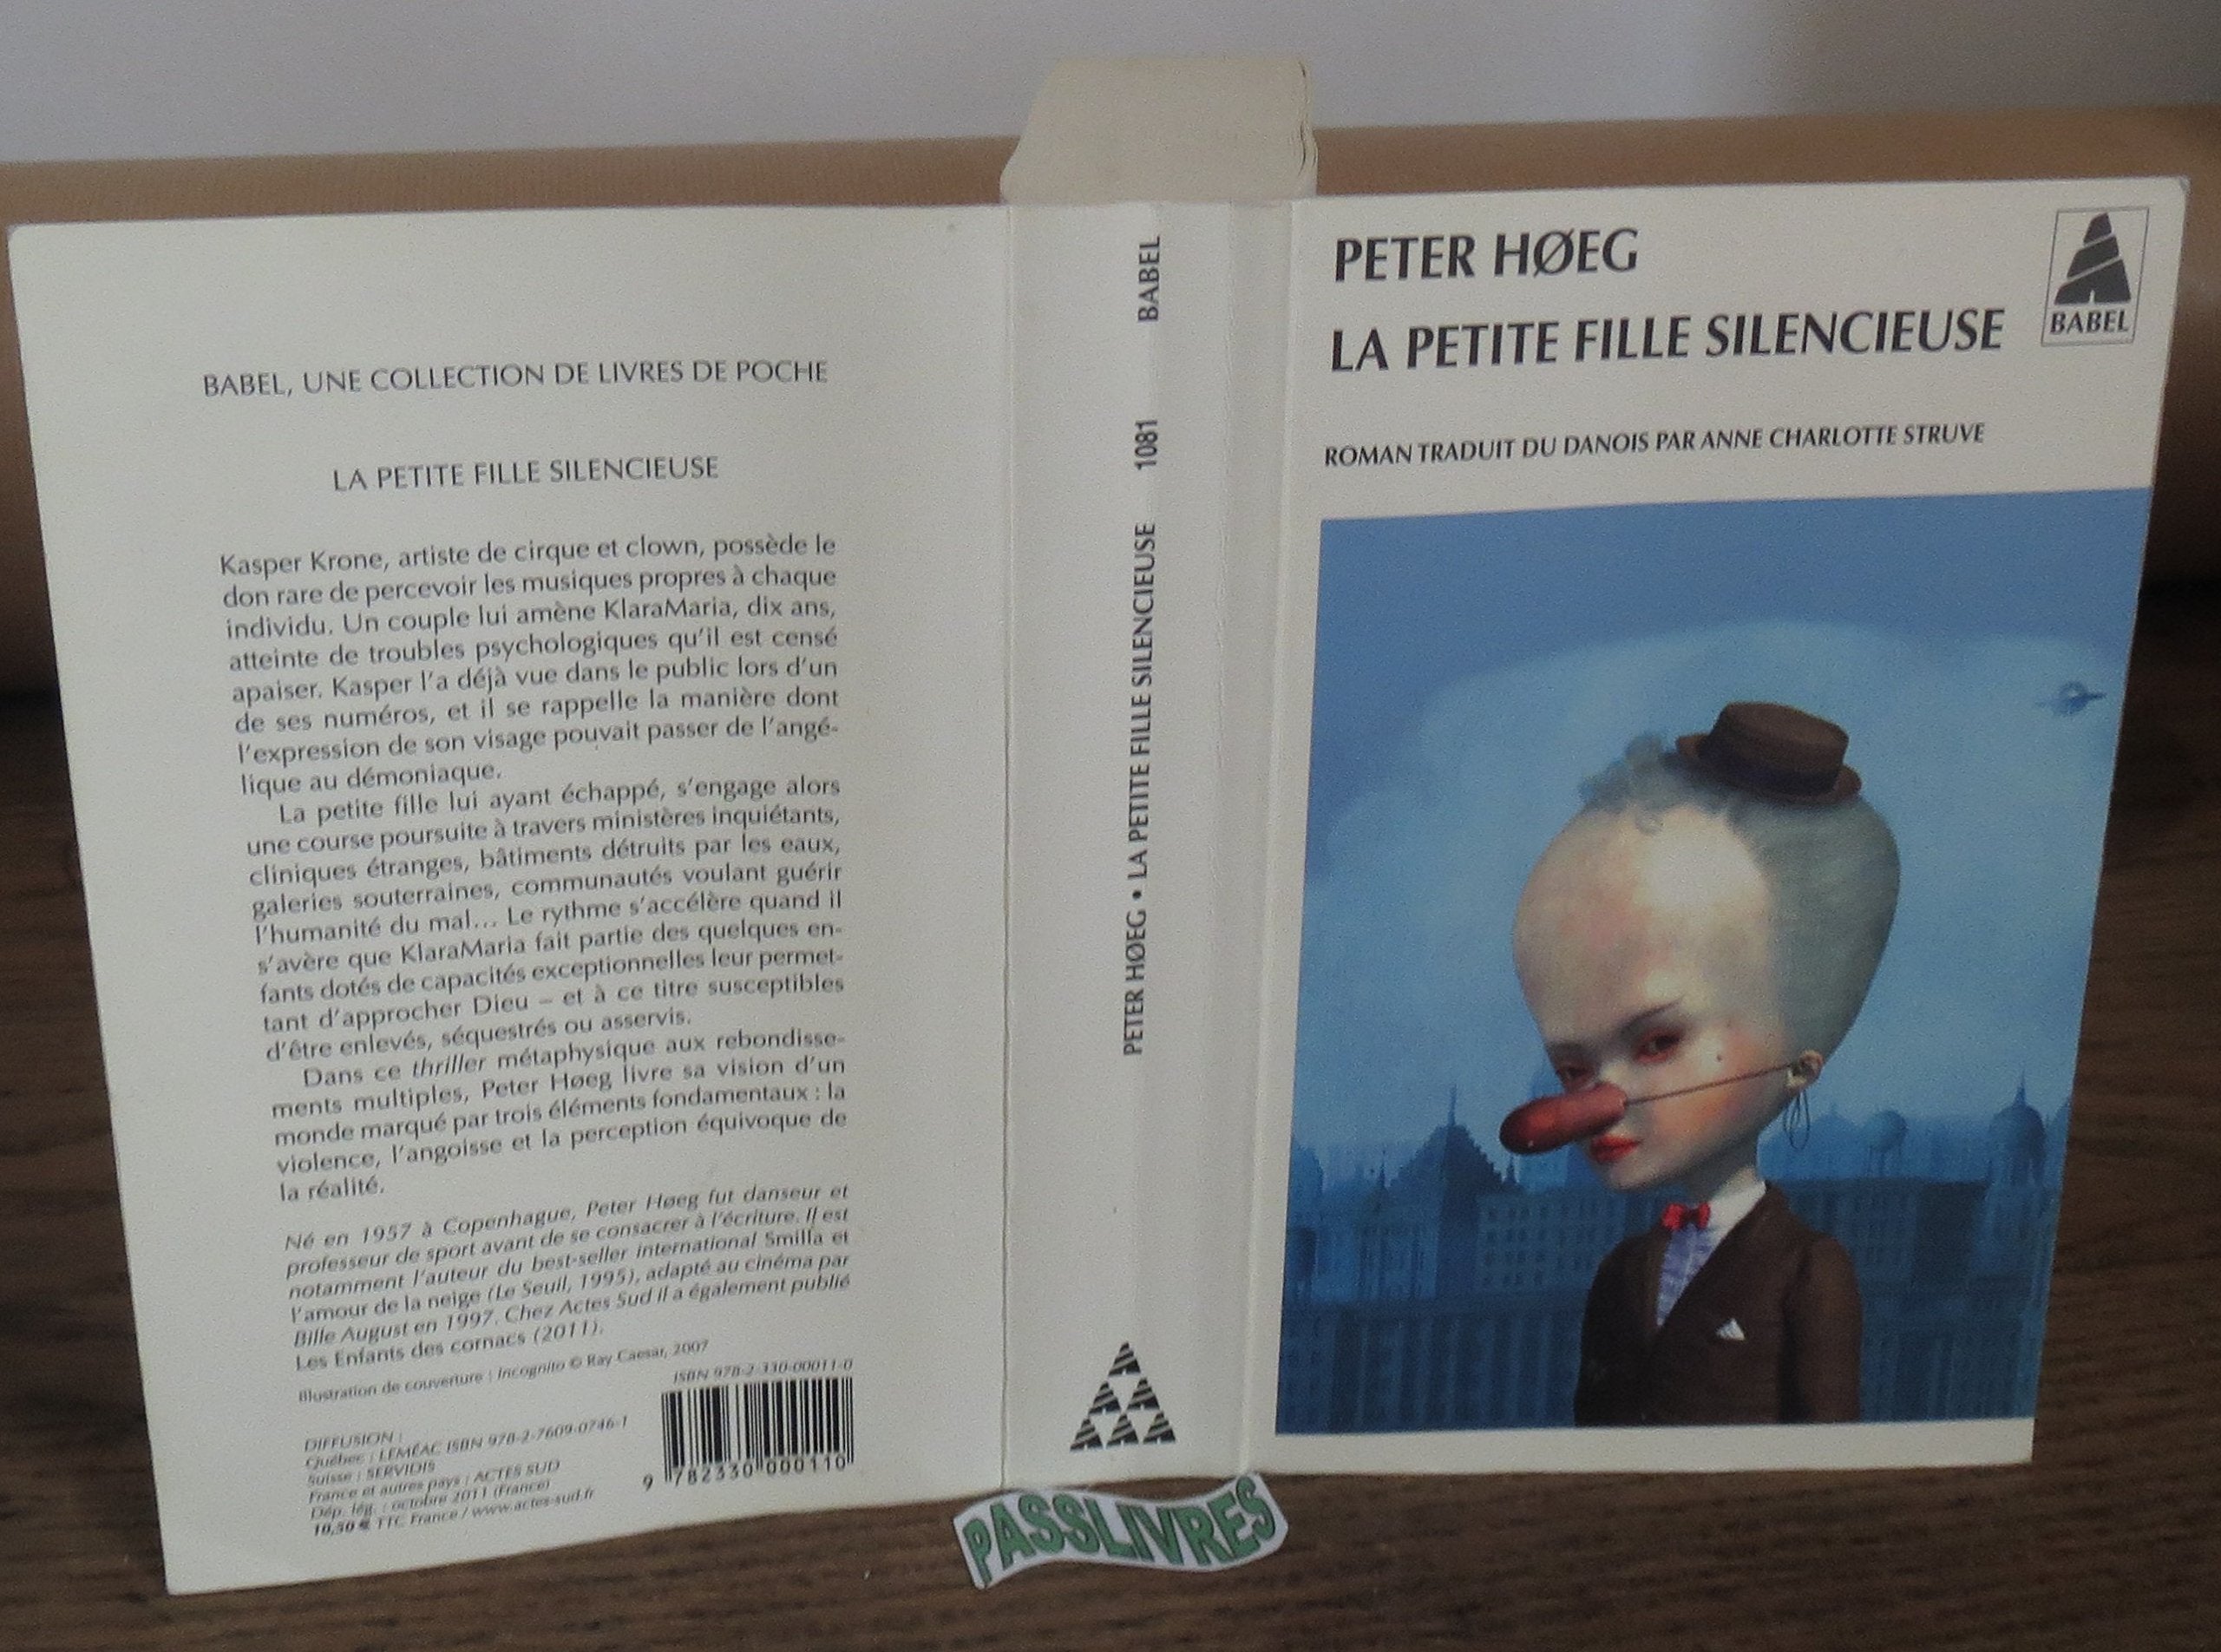 BABEL, UNE COLLECTION DE LIVRES DE POCHE
LA PETITE FILLE SILENCIEUSE
Kasper Krone, artiste de cirque et clown, possède le
don rare de percevoir les musiques propres à chaque
individu. Un couple lui amène KlaraMaria, dix ans,
atteinte de troubles psychologiques qu'il est censé
apaiser. Kasper l'a déjà vue dans le public lors d'un
de ses numéros, et il se rappelle la manière dont
l'expression de son visage pouvait passer de l'angé-
lique au démoniaque.
La petite fille lui ayant échappé, s'engage alors
une course poursuite à travers ministères inquiétants,
cliniques étranges, bâtiments détruits par les eaux,
galeries souterraines, communautés voulant guérir
l'humanité du mal... Le rythme s'accélère quand il
s'avère que KlaraMaria fait partie des quelques en-
fants dotés de capacités exceptionnelles leur permet-
tant d'approcher Dieu – et à ce titre susceptibles
d'être enlevés, séquestrés ou asservis.
Dans ce thriller métaphysique aux rebondisse-
ments multiples, Peter Høeg livre sa vision d'un
monde marqué par trois éléments fondamentaux : la
violence, l'angoisse et la perception équivoque de
la réalité.
Né en 1957 à Copenhague, Peter Høeg fut danseur et
professeur de sport avant de se consacrer à l'écriture. Il est
notamment l'auteur du best-seller international Smilla et
l'amour de la neige (Le Seuil, 1995), adapté au cinéma par
Bille August en 1997. Chez Actes Sud il a également publié
Les Enfants des cornacs (2011).
Illustration de couverture : Incognito © Ray Caesar, 2007
ISBN 978-2-330-00011-0
DIFFUSION :
Québec : LEMÉAC ISBN 978-2-7609-0746-1
Suisse : SERVIDIS
France et autres pays : ACTES SUD
Dép. lég. : octobre 2011 (France)
10,50 € TTC France / www.actes-sud.fr
9 782330 000110
PETER HØEG • LA PETITE FILLE SILENCIEUSE 1081 BABEL
PETER HØEG
LA PETITE FILLE SILENCIEUSE
BABEL
ROMAN TRADUIT DU DANOIS PAR ANNE CHARLOTTE STRUVE
PASSLIVRES